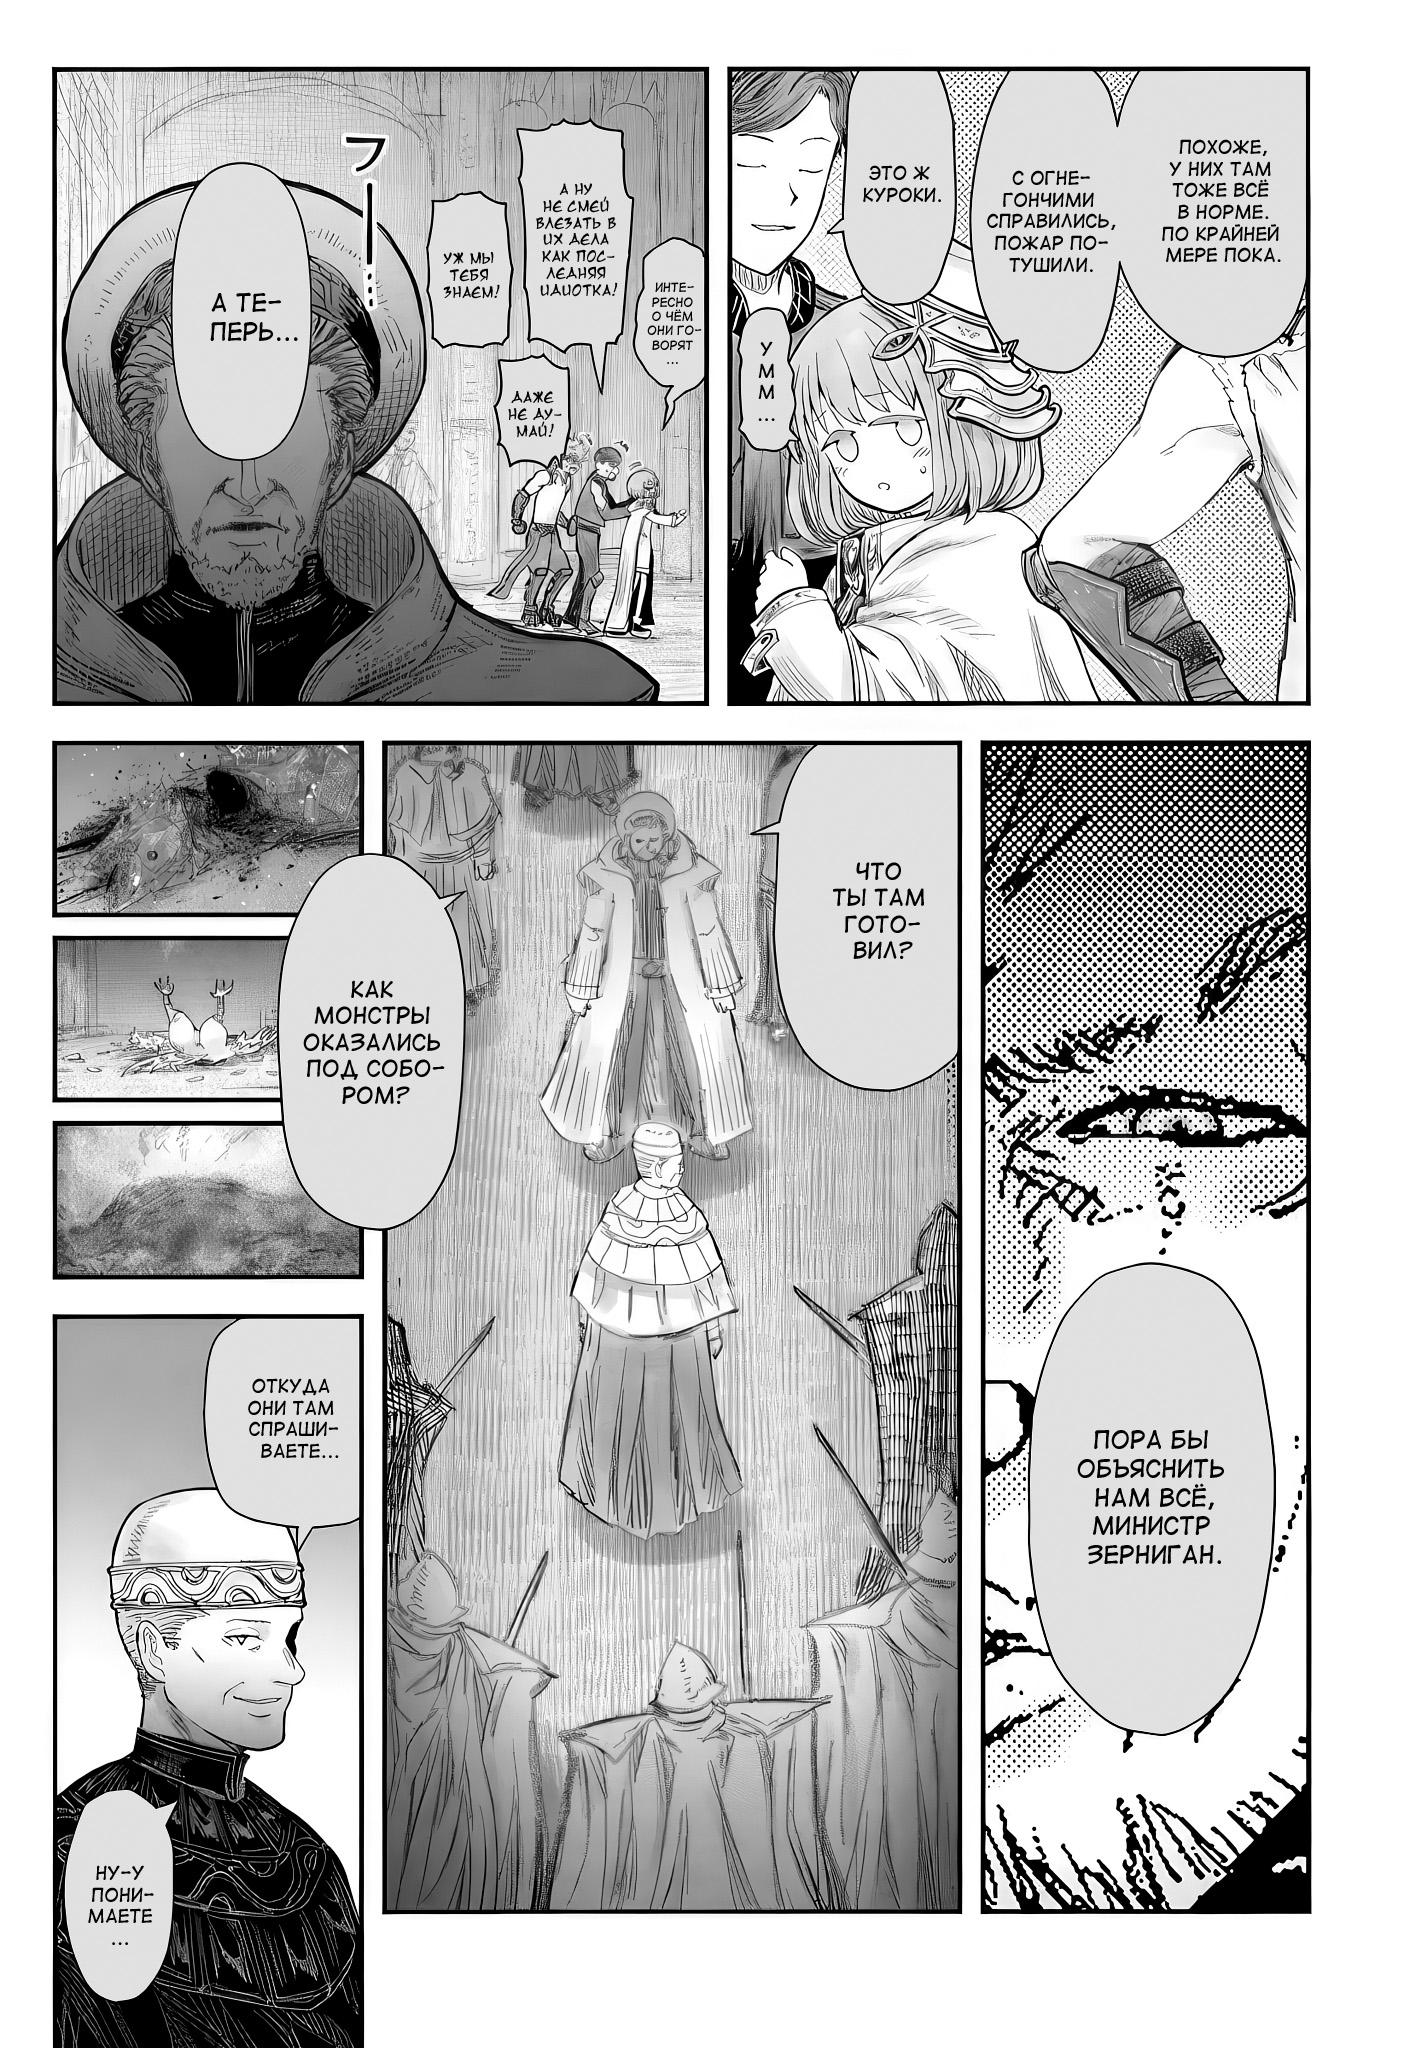 ПОХОЖЕ,
У НИХ ТАМ
ТОЖЕ ВСЁ
В НОРМЕ.
ПО КРАЙНЕЙ
МЕРЕ ПОКА.
С ОГНЕ-
ГОНЧИМИ
СПРАВИЛИСЬ,
ПОЖАР ПО-
ТУШИЛИ.
ЭТО Ж
КУРОКИ.
УММ...
ИНТЕ-
РЕСНО
О ЧЁМ
ОНИ ГО-
ВОРЯТ
...
А НУ
НЕ СМЕЙ
ВЛЕЗАТЬ В
ИХ ДЕЛА
КАК ПОС-
ЛЕДНЯЯ
ИДИОТКА!
УЖ МЫ
ТЕБЯ
ЗНАЕМ!
ДАЖЕ
НЕ ДУ-
МАЙ!
フーー…
А ТЕ-
ПЕРЬ...
ПОРА БЫ
ОБЪЯСНИТЬ
НАМ ВСЁ,
МИНИСТР
ЗЕРНИГАН.
ЧТО
ТЫ ТАМ
ГОТО-
ВИЛ?
КАК
МОНСТРЫ
ОКАЗАЛИСЬ
ПОД СОБО-
РОМ?
ОТКУДА
ОНИ ТАМ
СПРАШИ-
ВАЕТЕ...
НУ-У
ПОНИ-
МАЕТЕ
...